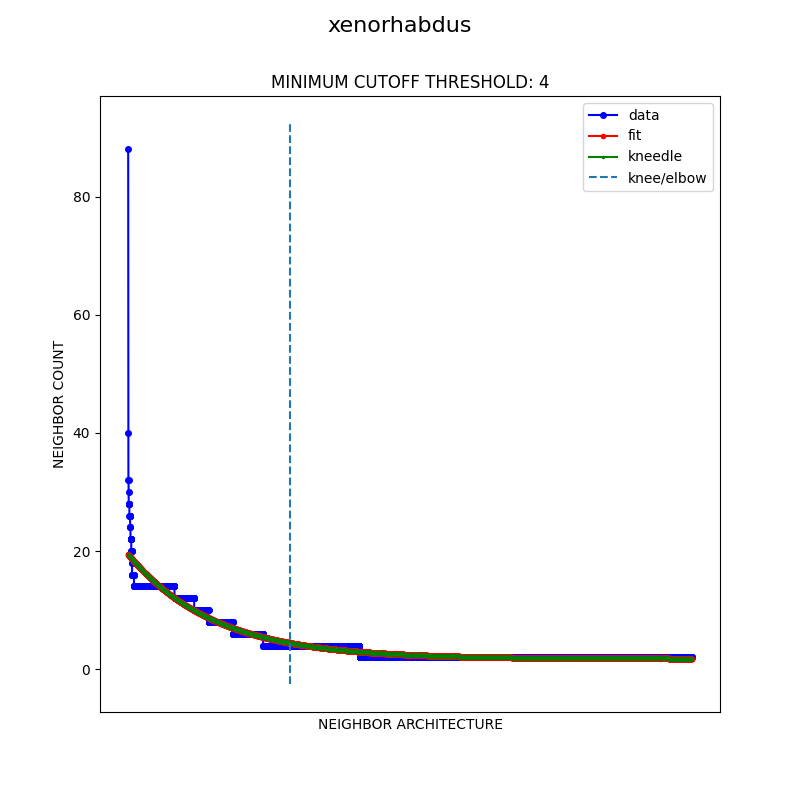 xenorhabdus
MINIMUM CUTOFF THRESHOLD: 4
data
fit
kneedle
knee/elbow
80
60
40
20
0
NEIGHBOR COUNT
NEIGHBOR ARCHITECTURE